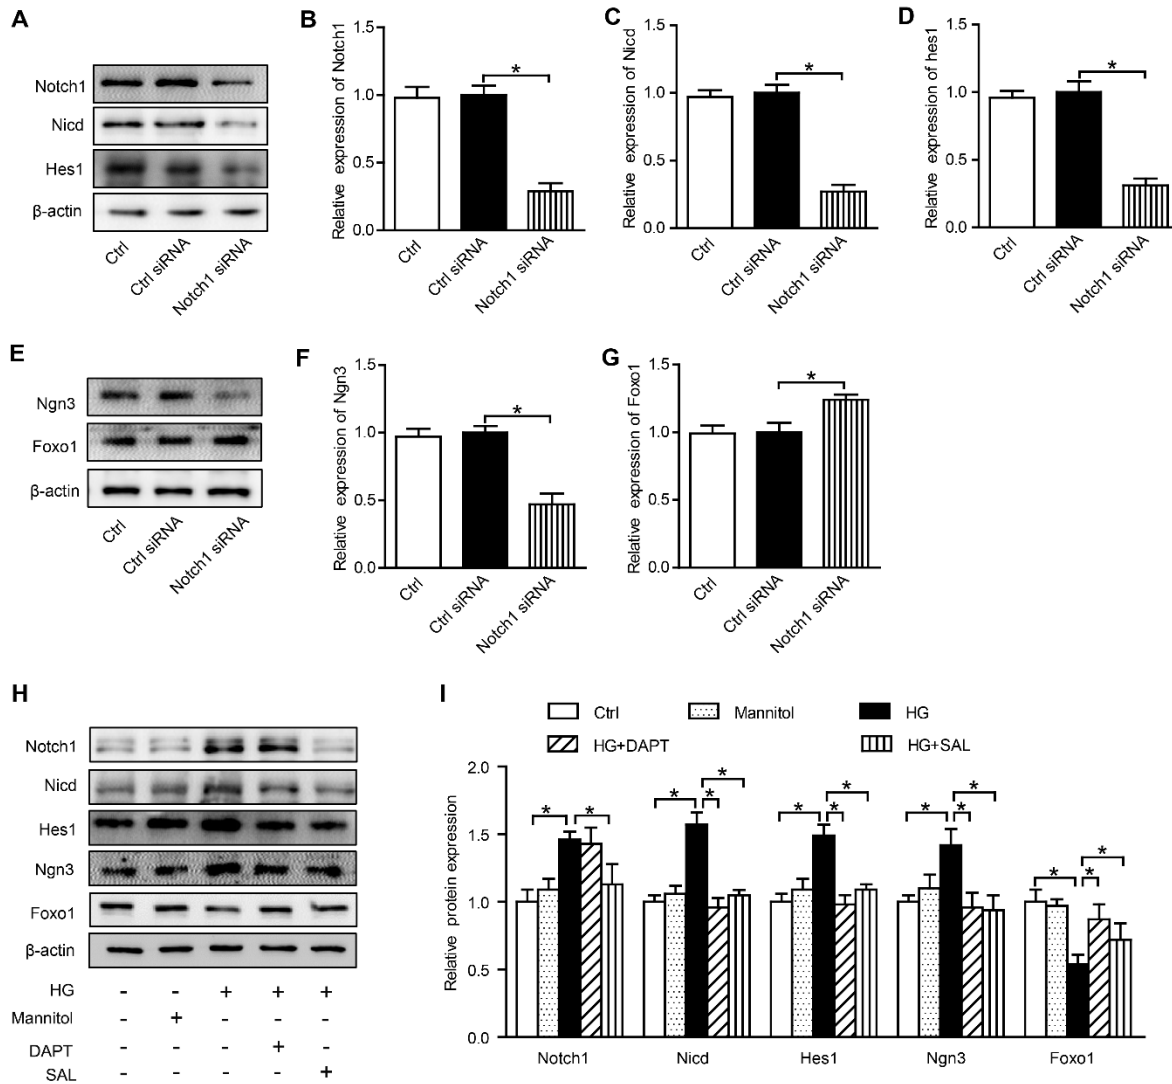 A
Notch1
Nicd
Hes1
β-actin
Ctrl
Ctrl siRNA
Notch1 siRNA
B
Relative expression of Notch1
1.5
1.0
0.5
0.0
*
Ctrl
Ctrl siRNA
Notch1 siRNA
C
Relative expression of Nicd
1.5
1.0
0.5
0.0
*
Ctrl
Ctrl siRNA
Notch1 siRNA
D
Relative expression of hes1
1.5
1.0
0.5
0.0
*
Ctrl
Ctrl siRNA
Notch1 siRNA
E
Ngn3
Foxo1
β-actin
Ctrl
Ctrl siRNA
Notch1 siRNA
F
Relative expression of Ngn3
1.5
1.0
0.5
0.0
*
Ctrl
Ctrl siRNA
Notch1 siRNA
G
Relative expression of Foxo1
1.5
1.0
0.5
0.0
*
Ctrl
Ctrl siRNA
Notch1 siRNA
H
Notch1
Nicd
Hes1
Ngn3
Foxo1
β-actin
HG - - + + +
Mannitol - + - - -
DAPT - - - + -
SAL - - - - +
I
Ctrl Mannitol HG
HG+DAPT HG+SAL
Relative protein expression
2.0
1.5
1.0
0.5
0.0
* *
* * *
* * *
* * *
* * *
Notch1 Nicd Hes1 Ngn3 Foxo1